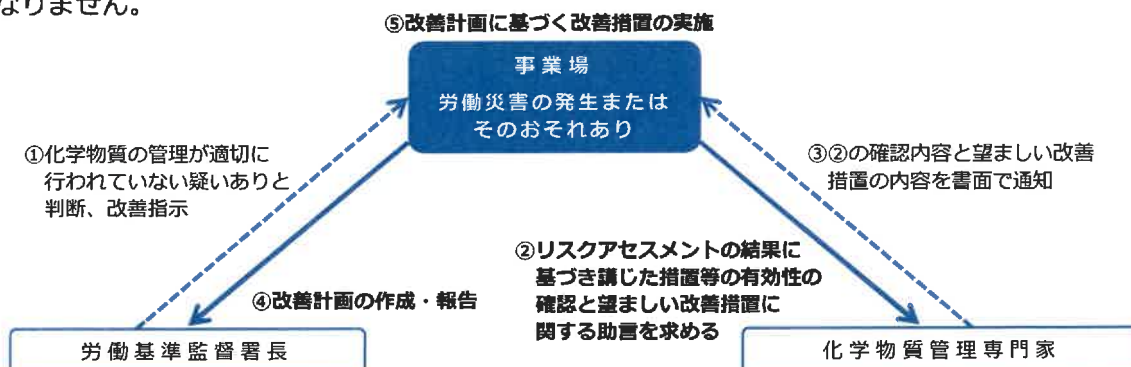 なりません。
⑤改善計画に基づく改善措置の実施
事業場
労働災害の発生または
そのおそれあり
①化学物質の管理が適切に
行われていない疑いありと
判断、改善指示
③②の確認内容と望ましい改善
措置の内容を書面で通知
②リスクアセスメントの結果に
基づき講じた措置等の有効性の
確認と望ましい改善措置に
関する助言を求める
④改善計画の作成・報告
労働基準監督署長
化学物質管理専門家